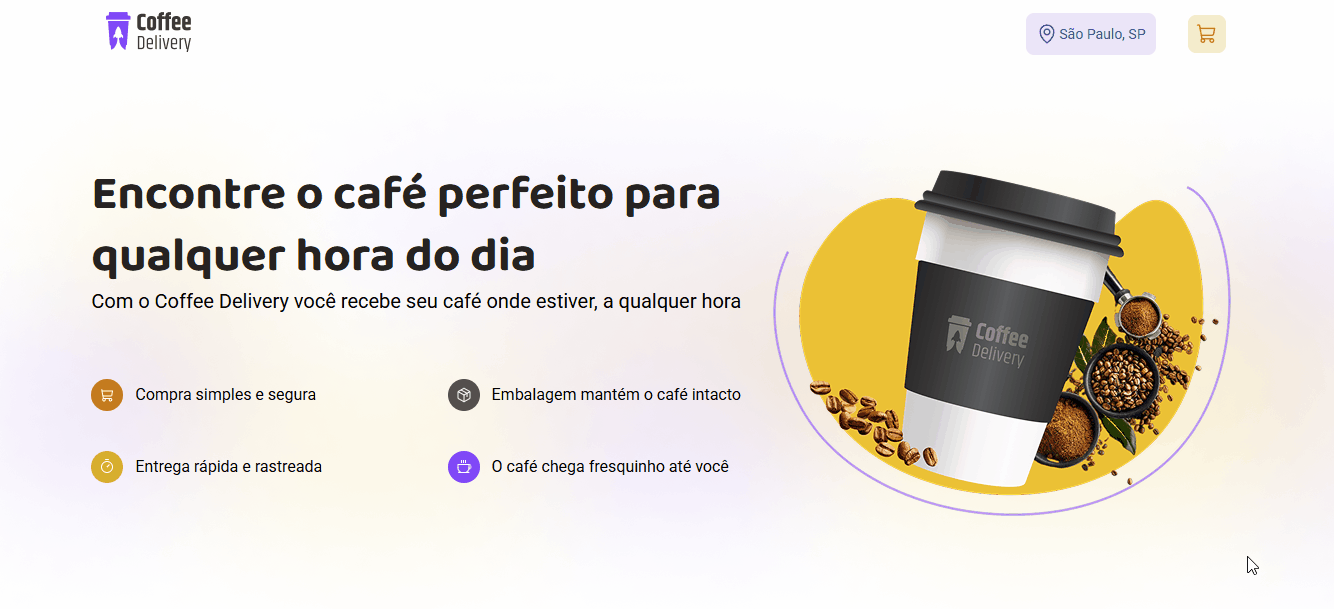 Coffee
Delivery
São Paulo, SP
Encontre o café perfeito para
qualquer hora do dia
Com o Coffee Delivery você recebe seu café onde estiver, a qualquer hora
Compra simples e segura
Embalagem mantém o café intacto
Entrega rápida e rastreada
O café chega fresquinho até você
Coffee
Delivery